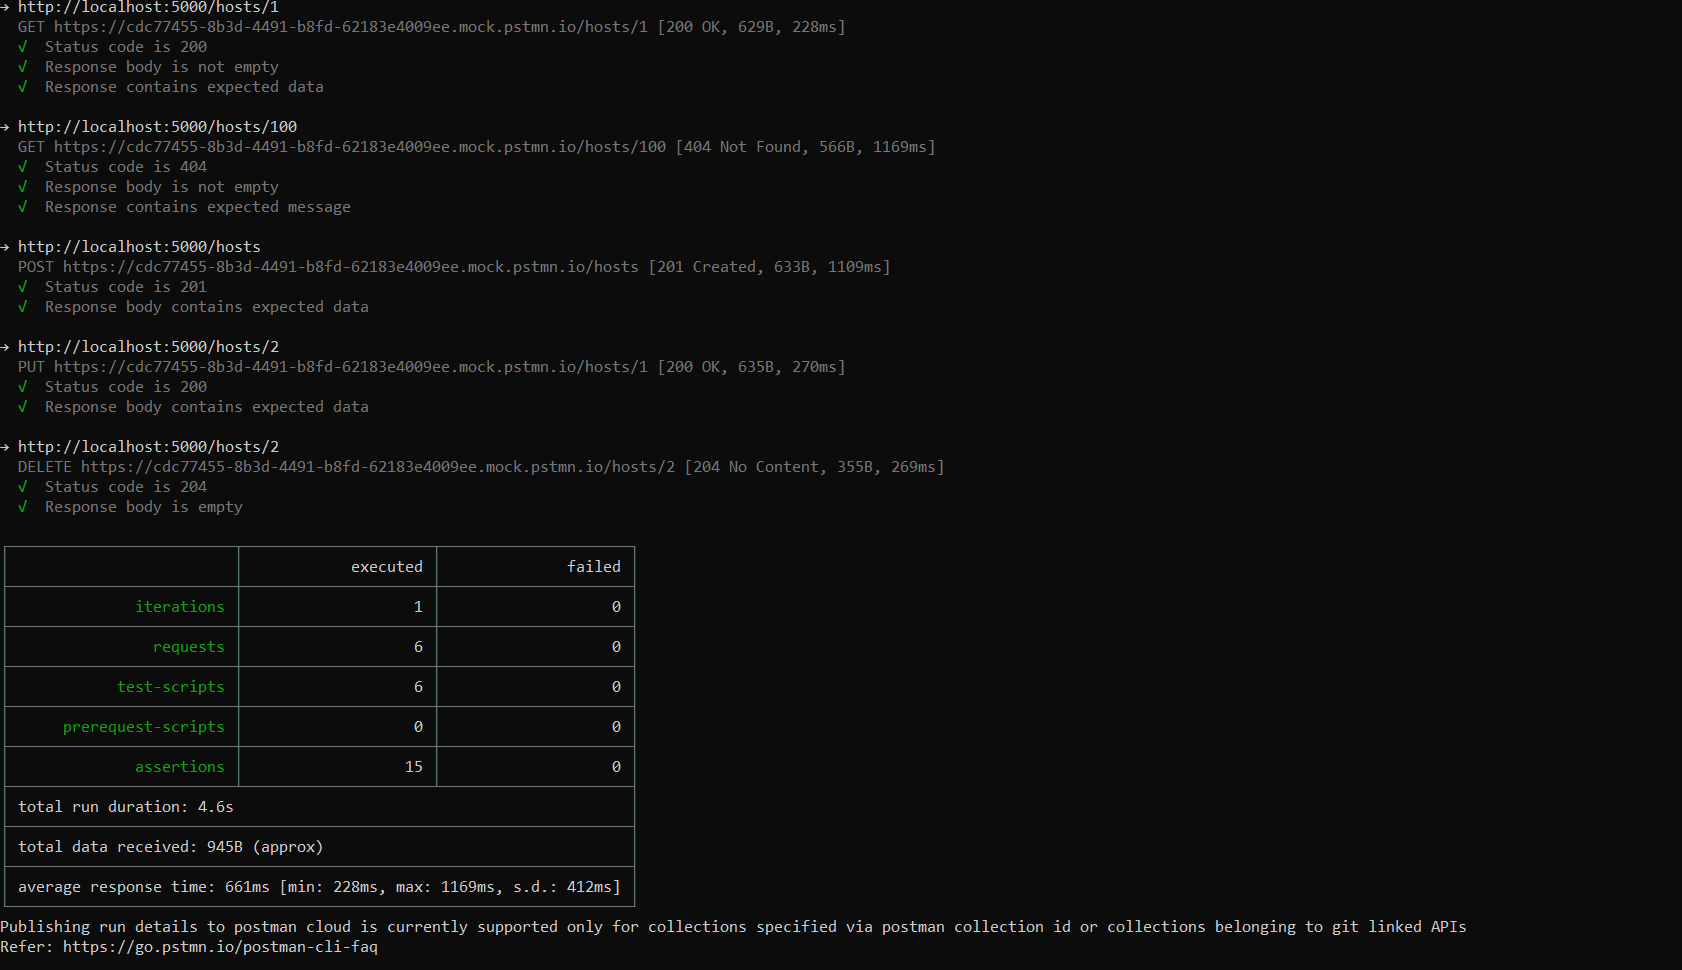 → http://localhost:5000/hosts/1
GET https://cdc77455-8b3d-4491-b8fd-62183e4009ee.mock.pstmn.io/hosts/1 [200 OK, 629B, 228ms]
√ Status code is 200
√ Response body is not empty
√ Response contains expected data
→ http://localhost:5000/hosts/100
GET https://cdc77455-8b3d-4491-b8fd-62183e4009ee.mock.pstmn.io/hosts/100 [404 Not Found, 566B, 1169ms]
√ Status code is 404
√ Response body is not empty
√ Response contains expected message
→ http://localhost:5000/hosts
POST https://cdc77455-8b3d-4491-b8fd-62183e4009ee.mock.pstmn.io/hosts [201 Created, 633B, 1109ms]
√ Status code is 201
√ Response body contains expected data
→ http://localhost:5000/hosts/2
PUT https://cdc77455-8b3d-4491-b8fd-62183e4009ee.mock.pstmn.io/hosts/1 [200 OK, 635B, 270ms]
√ Status code is 200
√ Response body contains expected data
→ http://localhost:5000/hosts/2
DELETE https://cdc77455-8b3d-4491-b8fd-62183e4009ee.mock.pstmn.io/hosts/2 [204 No Content, 355B, 269ms]
√ Status code is 204
√ Response body is empty
executed failed
iterations 1 0
requests 6 0
test-scripts 6 0
prerequest-scripts 0 0
assertions 15 0
total run duration: 4.6s
total data received: 945B (approx)
average response time: 661ms [min: 228ms, max: 1169ms, s.d.: 412ms]
Publishing run details to postman cloud is currently supported only for collections specified via postman collection id or collections belonging to git linked APIs
Refer: https://go.pstmn.io/postman-cli-faq